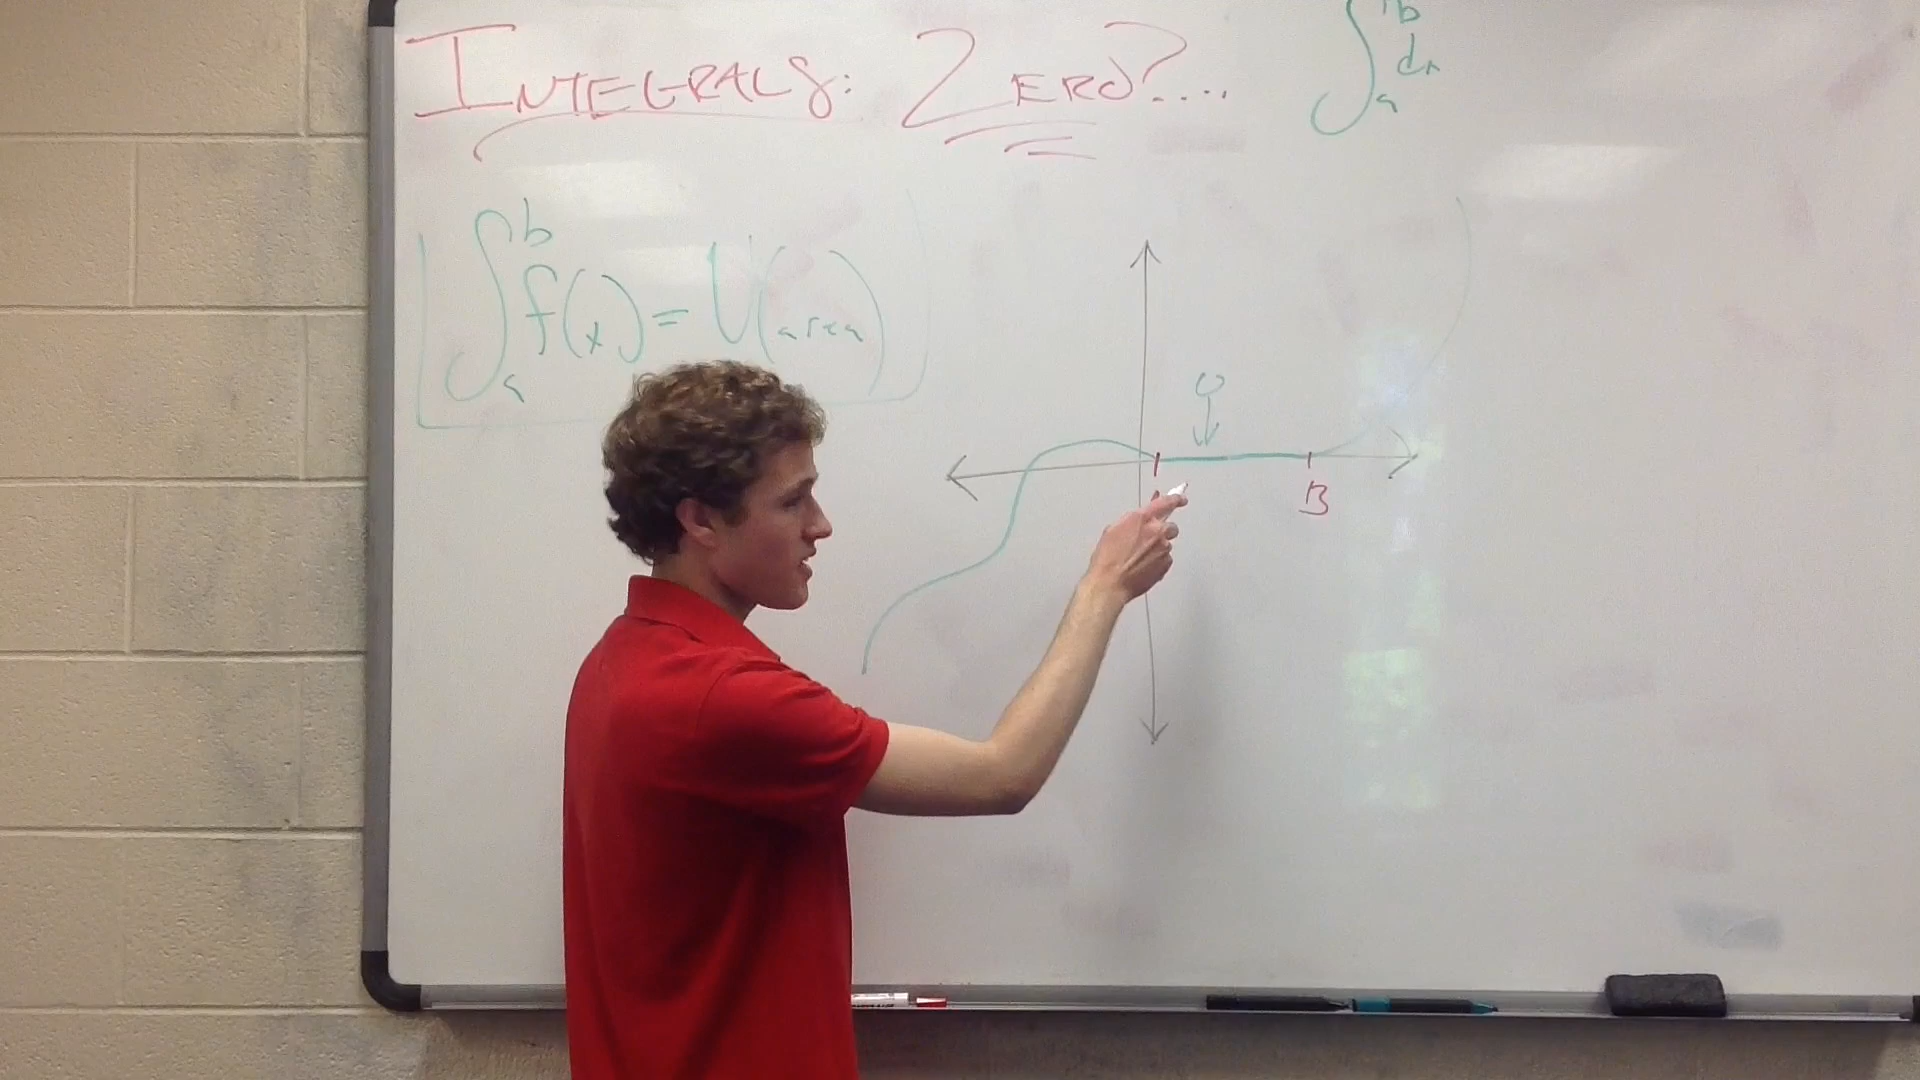 INTEGRALS: ZERO?....
∫ₐᵇ dx
∫ₐᵇ f(x) = U(area)
0
B